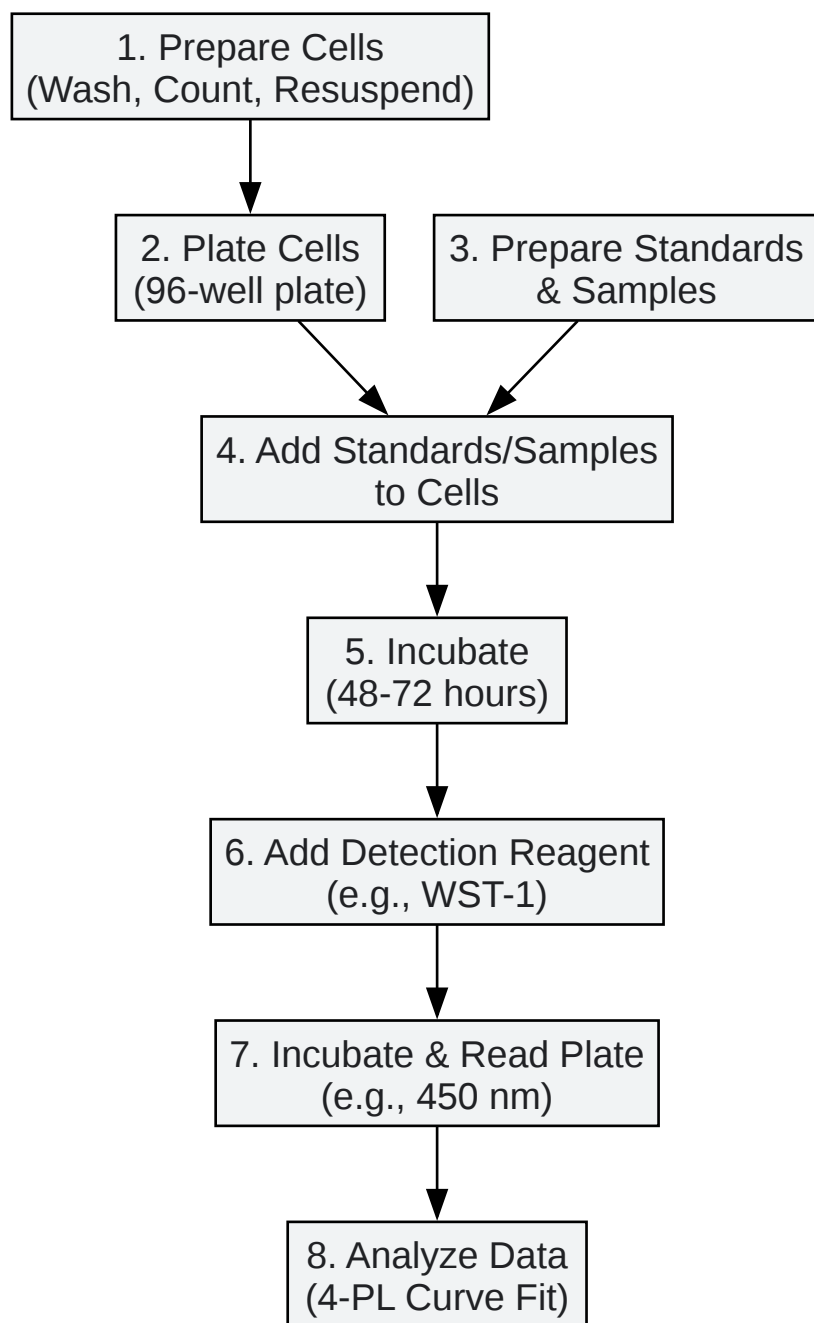 1. Prepare Cells
(Wash, Count, Resuspend)
2. Plate Cells
(96-well plate)
3. Prepare Standards
& Samples
4. Add Standards/Samples
to Cells
5. Incubate
(48-72 hours)
6. Add Detection Reagent
(e.g., WST-1)
7. Incubate & Read Plate
(e.g., 450 nm)
8. Analyze Data
(4-PL Curve Fit)